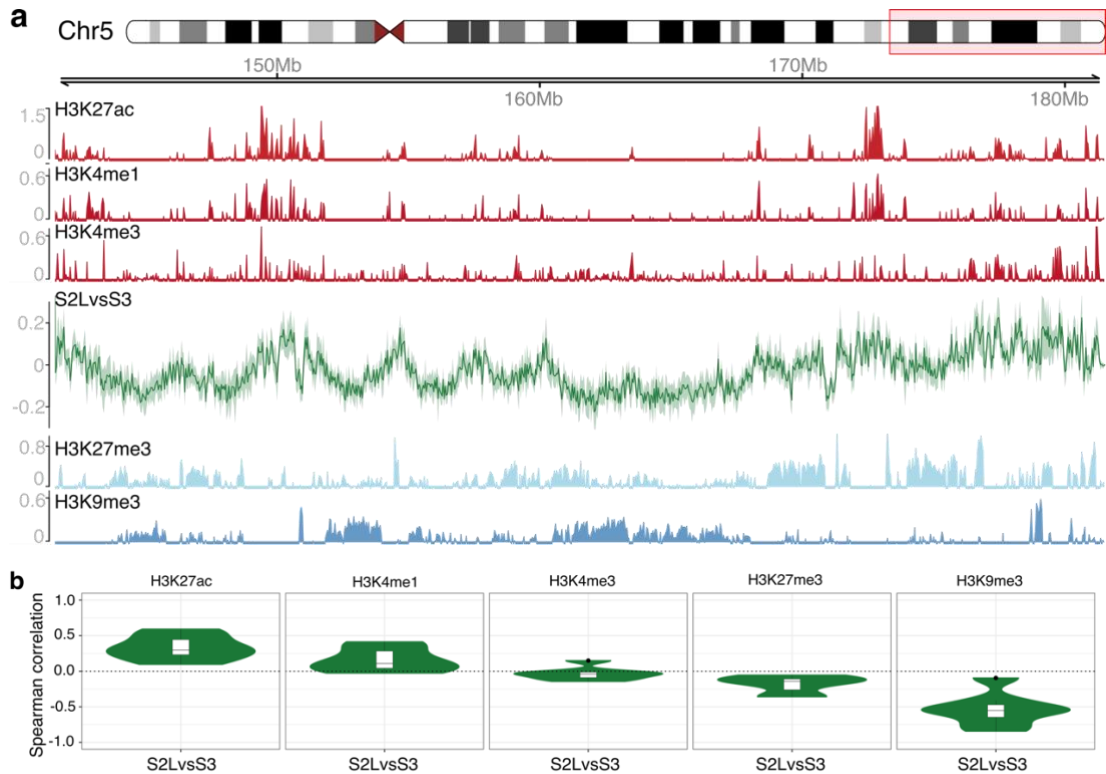 a
Chr5
150Mb 170Mb
160Mb 180Mb
H3K27ac
1.5
0
H3K4me1
0.6
0
H3K4me3
0.6
0
S2LvsS3
0.2
0
-0.2
H3K27me3
0.8
0
H3K9me3
0.6
0
b
H3K27ac H3K4me1 H3K4me3 H3K27me3 H3K9me3
Spearman correlation
1.0
0.5
0.0
-0.5
-1.0
S2LvsS3 S2LvsS3 S2LvsS3 S2LvsS3 S2LvsS3